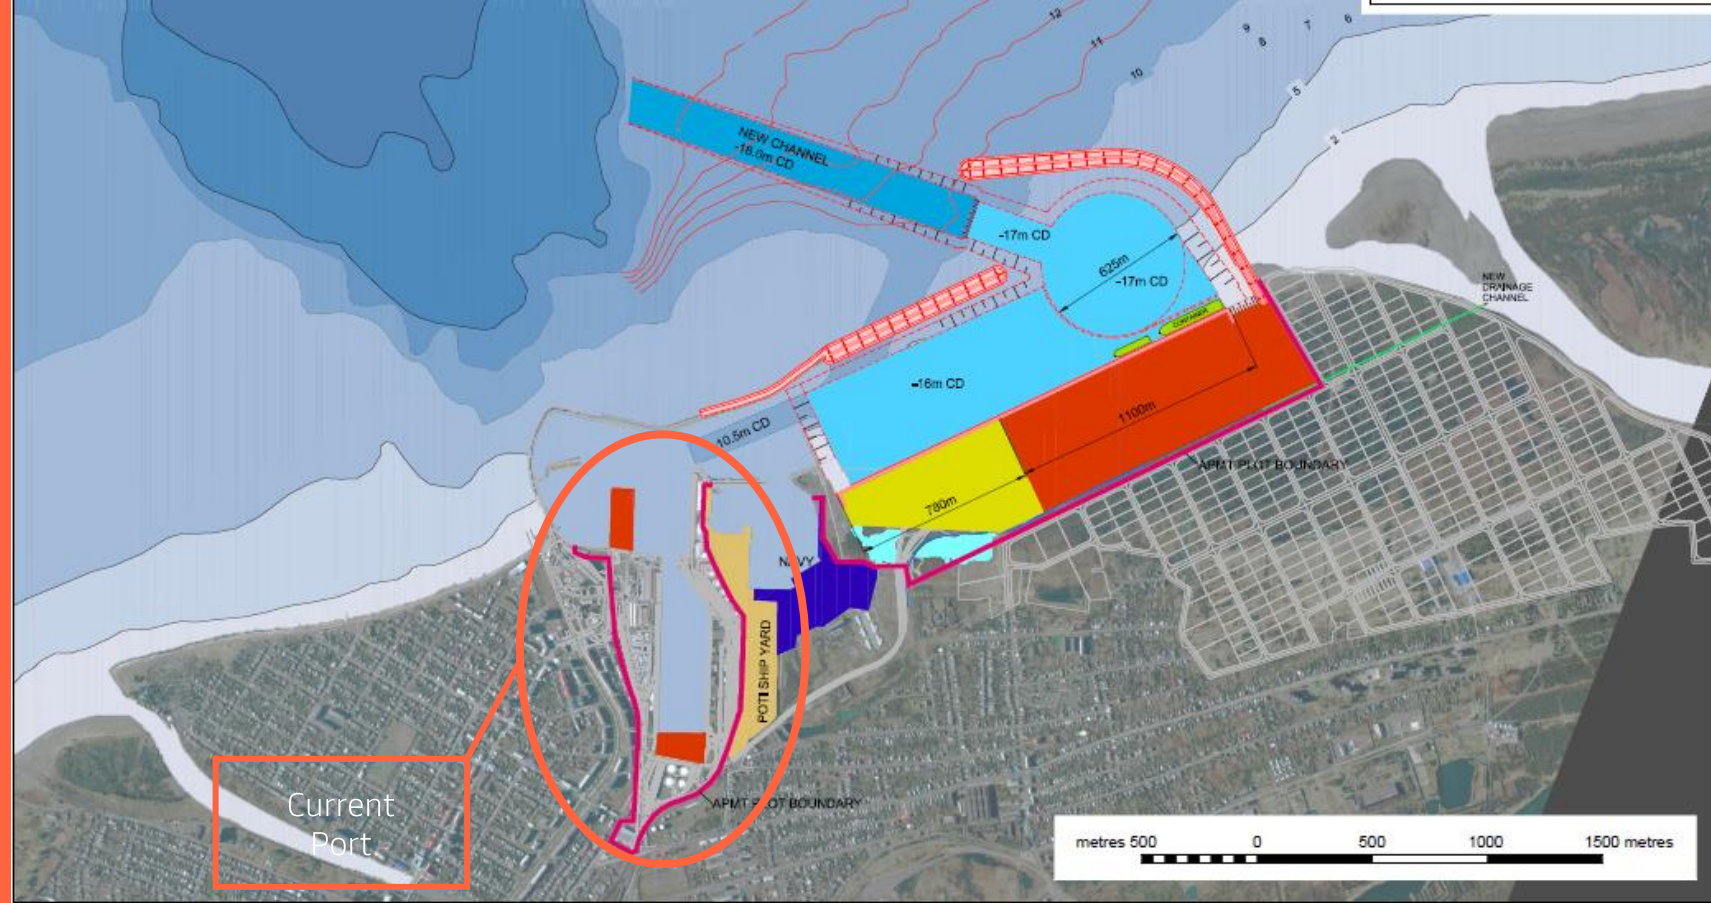 12
11
10
9
8
7
6
5
2
NEW CHANNEL
-18.0m CD
-17m CD
625m
-17m CD
NEW
DRAINAGE
CHANNEL
CONTAINER
-16m CD
1100m
10.5m CD
APMT PLOT BOUNDARY
780m
NAVY
POTI SHIP YARD
Current
Port
APMT PLOT BOUNDARY
metres 500 0 500 1000 1500 metres